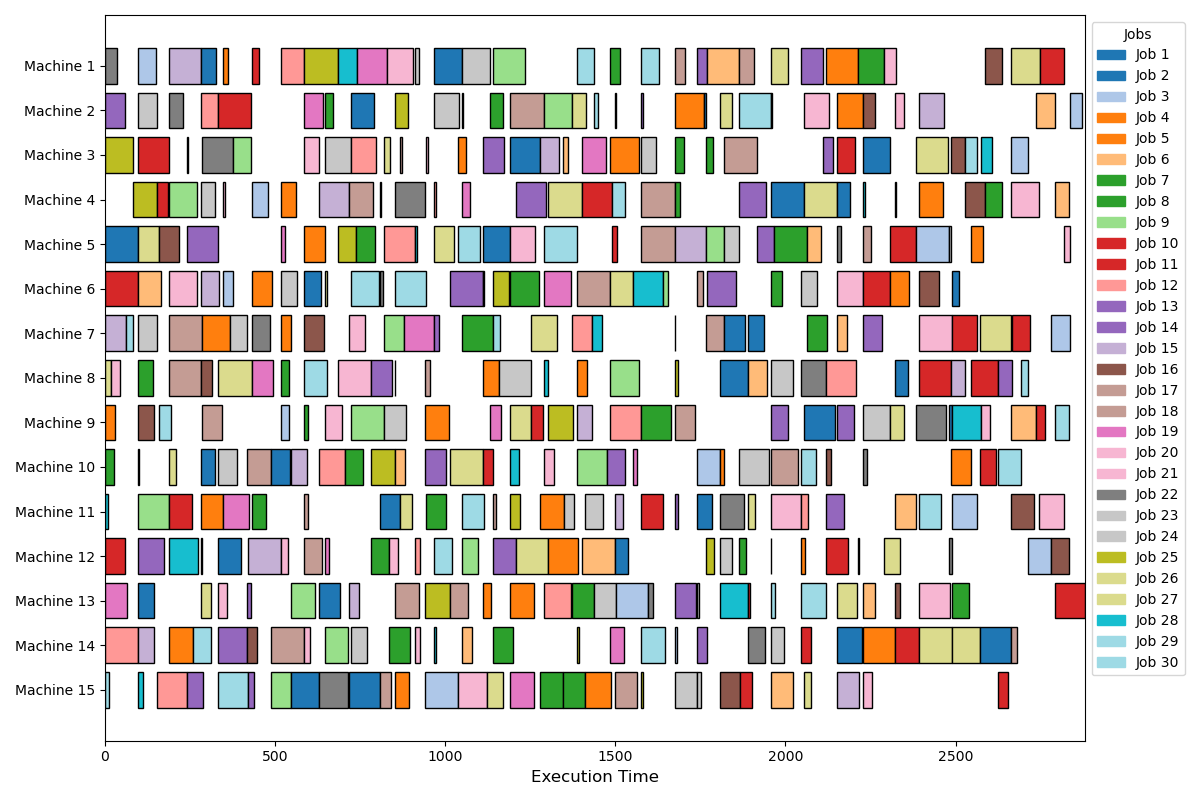 Machine 1
Machine 2
Machine 3
Machine 4
Machine 5
Machine 6
Machine 7
Machine 8
Machine 9
Machine 10
Machine 11
Machine 12
Machine 13
Machine 14
Machine 15
0 500 1000 1500 2000 2500
Execution Time
Jobs
Job 1
Job 2
Job 3
Job 4
Job 5
Job 6
Job 7
Job 8
Job 9
Job 10
Job 11
Job 12
Job 13
Job 14
Job 15
Job 16
Job 17
Job 18
Job 19
Job 20
Job 21
Job 22
Job 23
Job 24
Job 25
Job 26
Job 27
Job 28
Job 29
Job 30